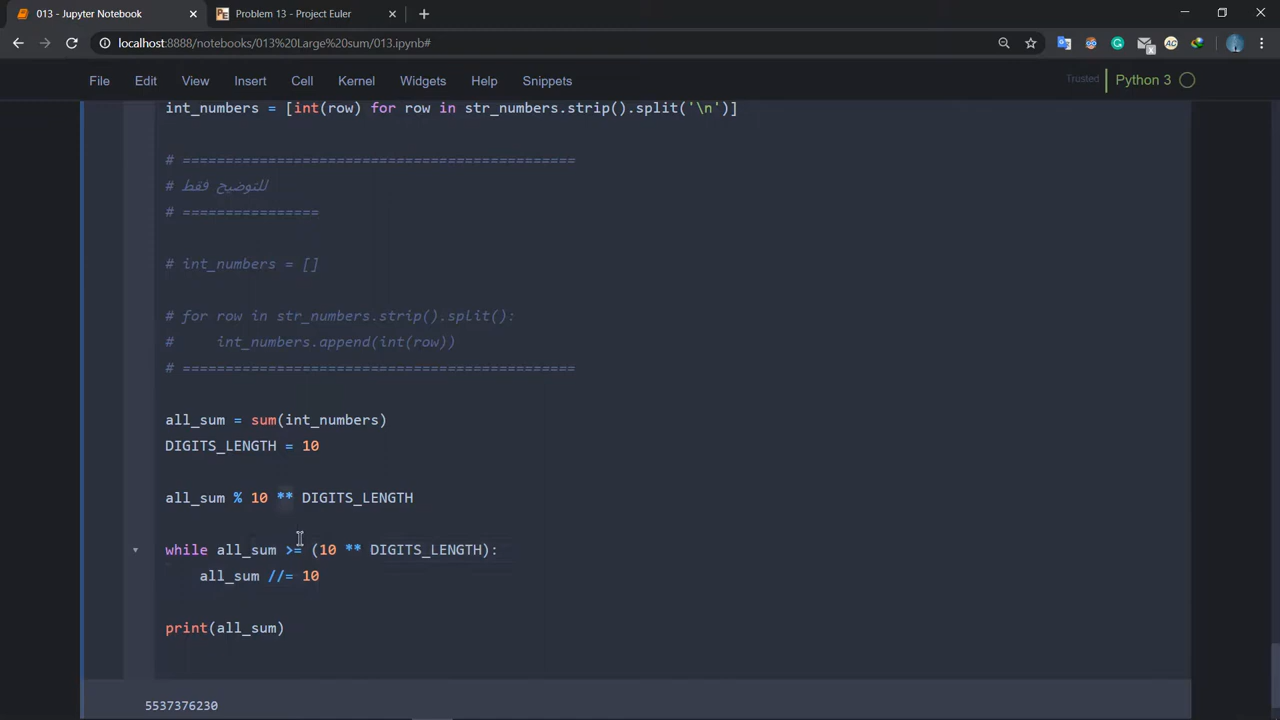 013 - Jupyter Notebook
Problem 13 - Project Euler
localhost:8888/notebooks/013%20Large%20sum/013.ipynb#
File Edit View Insert Cell Kernel Widgets Help Snippets
Trusted
Python 3
int_numbers = [int(row) for row in str_numbers.strip().split('\n')]
# ==============================================
# للتوضيح فقط
# ================
# int_numbers = []
# for row in str_numbers.strip().split():
#     int_numbers.append(int(row))
# ==============================================
all_sum = sum(int_numbers)
DIGITS_LENGTH = 10
all_sum % 10 ** DIGITS_LENGTH
while all_sum >= (10 ** DIGITS_LENGTH):
    all_sum //= 10
print(all_sum)
5537376230